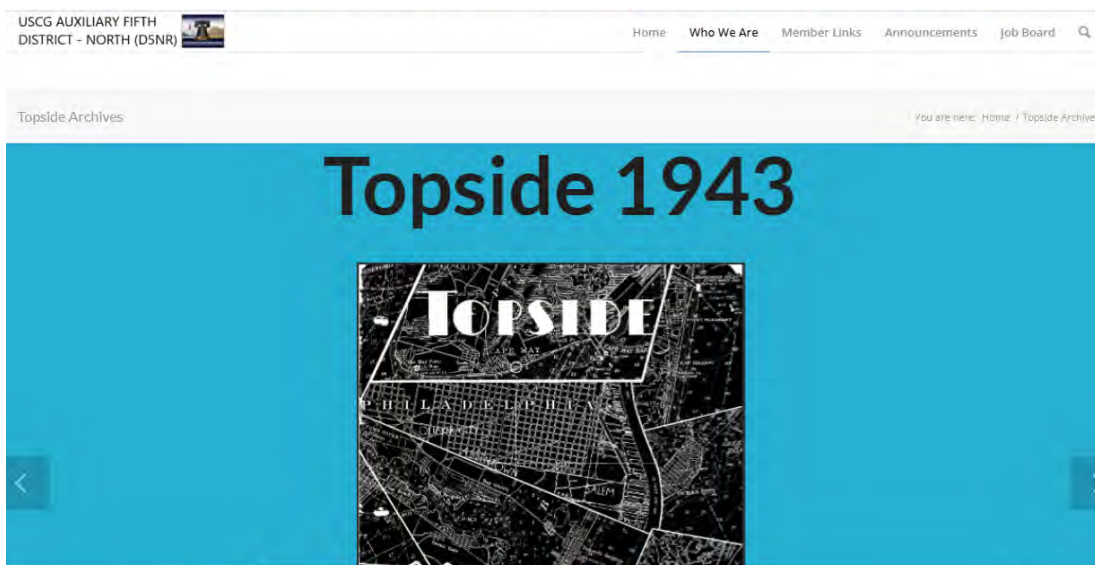 USCG AUXILIARY FIFTH
DISTRICT - NORTH (D5NR)
Home Who We Are Member Links Announcements Job Board
Topside Archives
You are here: Home / Topside Archive
Topside 1943
TOPSIDE
CAPE MAY
PHILADELPHIA
SALEM